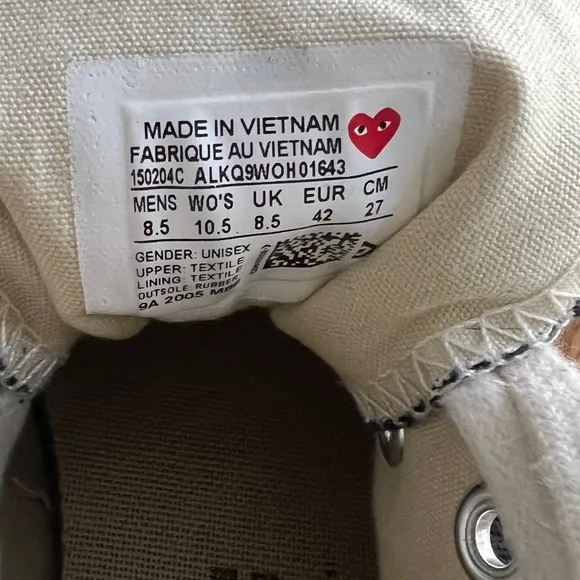 MADE IN VIETNAM
FABRIQUE AU VIETNAM
150204C ALKQ9WOH01643
MENS WO'S UK EUR CM
8.5 10.5 8.5 42 27
GENDER: UNISEX
UPPER: TEXTILE
LINING: TEXTILE
OUTSOLE RUBBER
9A 2005